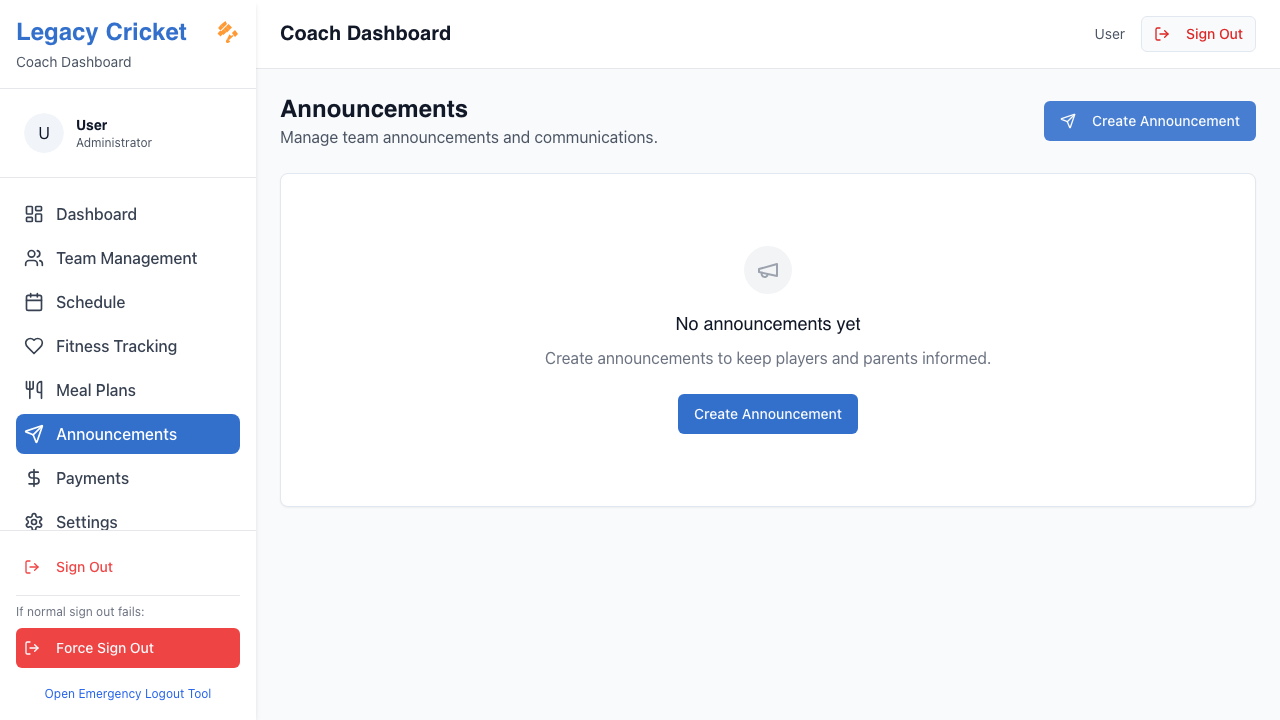 Legacy Cricket
Coach Dashboard
U
User
Administrator
Dashboard
Team Management
Schedule
Fitness Tracking
Meal Plans
Announcements
Payments
Settings
Sign Out
If normal sign out fails:
Force Sign Out
Open Emergency Logout Tool
Coach Dashboard
User
Sign Out
Announcements
Manage team announcements and communications.
Create Announcement
No announcements yet
Create announcements to keep players and parents informed.
Create Announcement